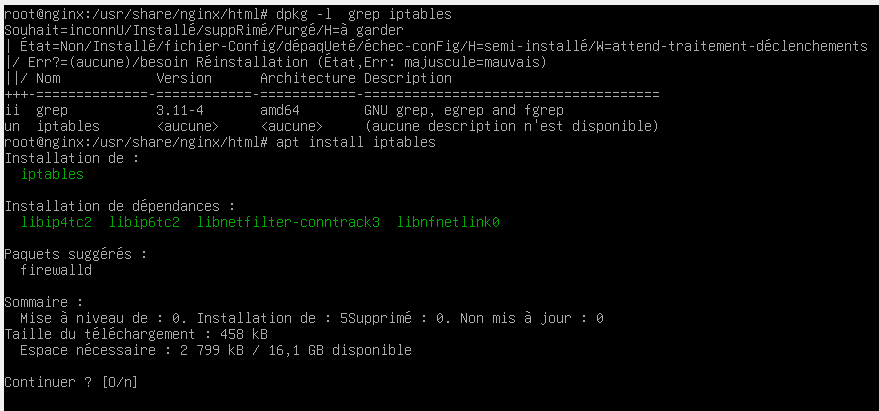 root@nginx:/usr/share/nginx/html# dpkg -l  grep iptables
Souhait=inconnU/Installé/suppRimé/Purgé/H=à garder
| État=Non/Installé/fichier-Config/dépaqUeté/échec-conFig/H=semi-installé/W=attend-traitement-déclenchements
|/ Err?=(aucune)/besoin Réinstallation (État,Err: majuscule=mauvais)
||/ Nom            Version      Architecture Description
+++-==============-============-============-====================================
ii  grep           3.11-4       amd64        GNU grep, egrep and fgrep
un  iptables       <aucune>     <aucune>     (aucune description n'est disponible)
root@nginx:/usr/share/nginx/html# apt install iptables
Installation de :
  iptables
Installation de dépendances :
  libip4tc2  libip6tc2  libnetfilter-conntrack3  libnfnetlink0
Paquets suggérés :
  firewalld
Sommaire :
  Mise à niveau de : 0. Installation de : 5Supprimé : 0. Non mis à jour : 0
Taille du téléchargement : 458 kB
  Espace nécessaire : 2 799 kB / 16,1 GB disponible
Continuer ? [O/n]